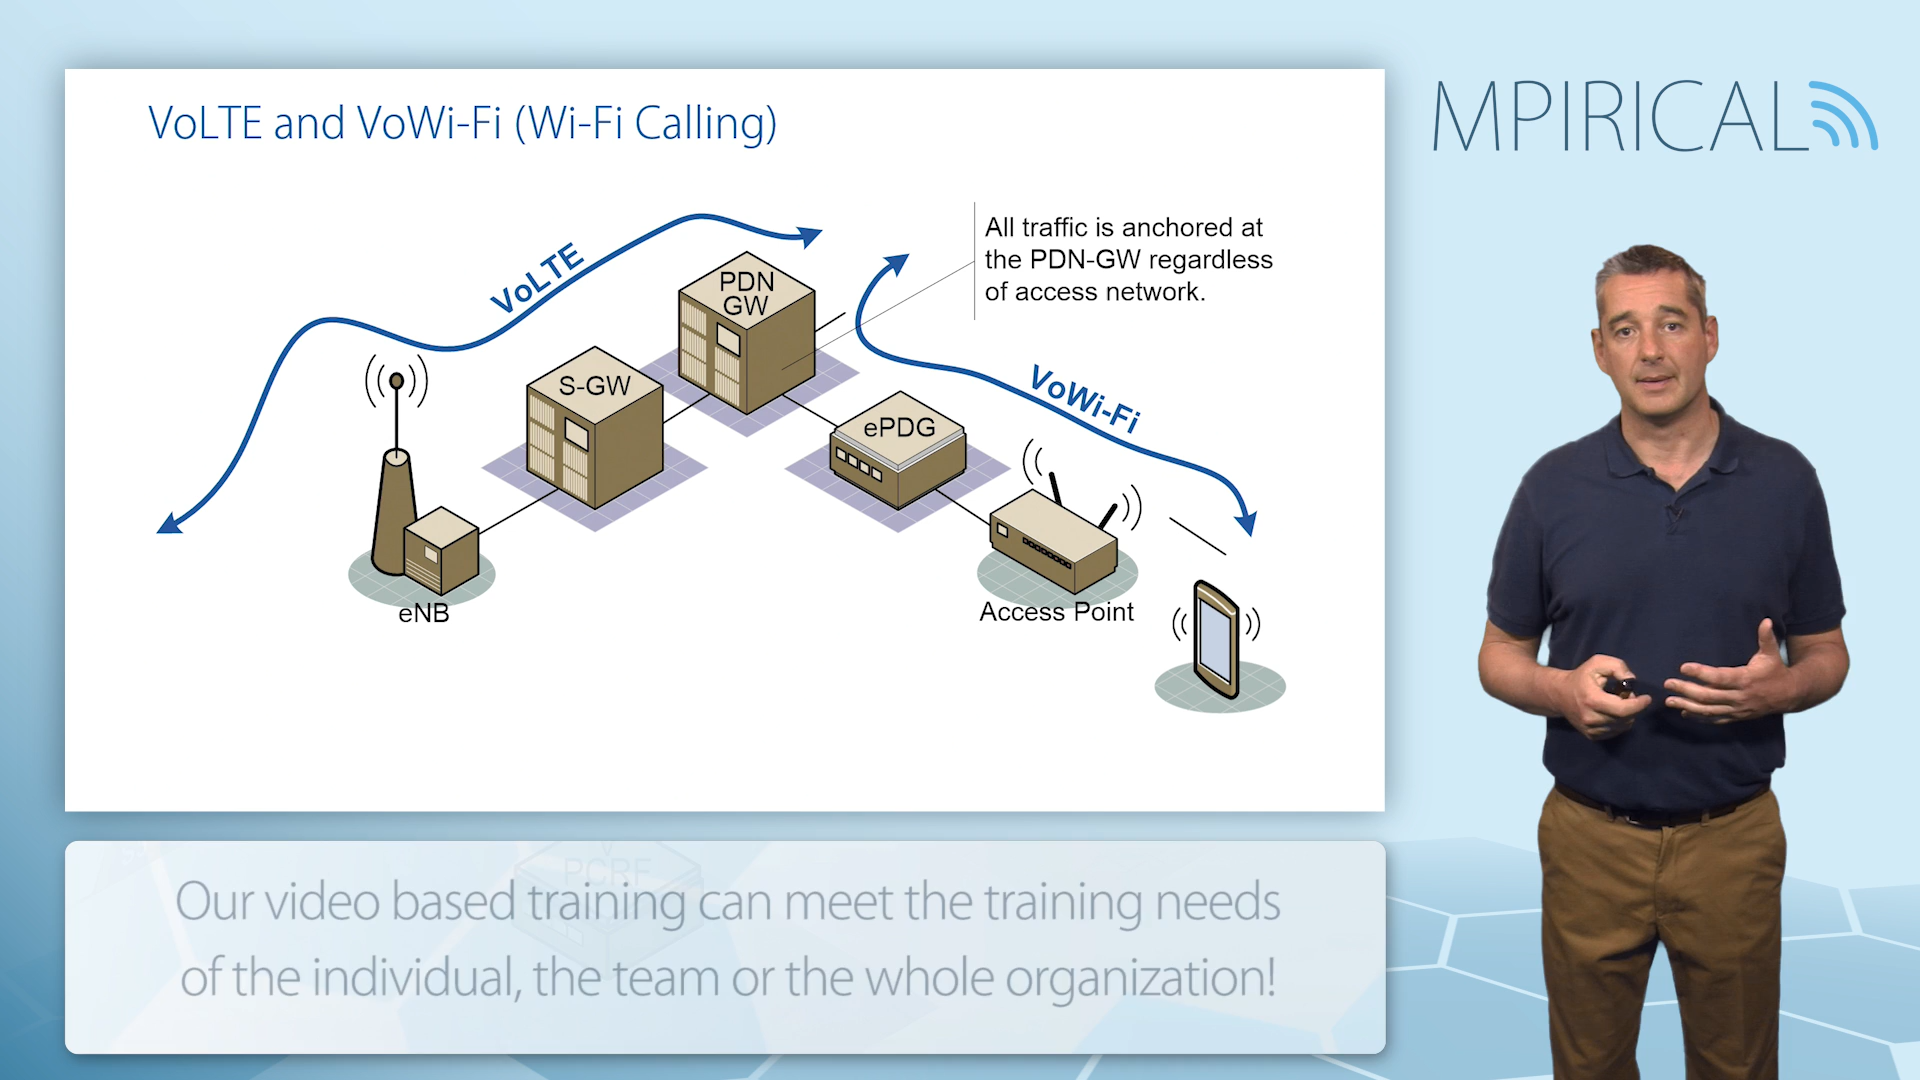 VoLTE and VoWi-Fi (Wi-Fi Calling)
MPIRICAL
All traffic is anchored at
the PDN-GW regardless
of access network.
VoLTE
PDN
GW
S-GW
VoWi-Fi
ePDG
eNB
Access Point
PCRF
Our video based training can meet the training needs
of the individual, the team or the whole organization!